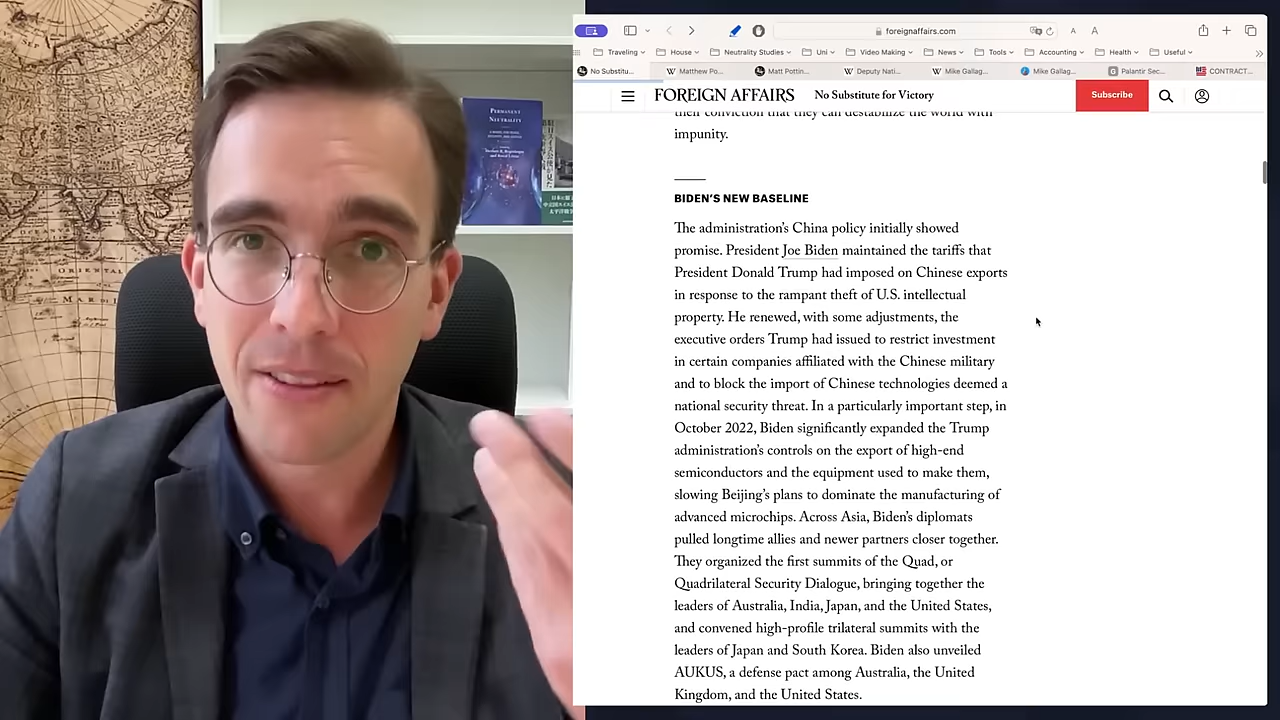 PERMANENT
NEUTRALITY
ORIENTAL
foreignaffairs.com
A
A
Traveling
House
Neutrality Studies
Uni
Video Making
News
Tools
Accounting
Health
Useful
No Substitu...
Matthew Po...
Matt Pottin...
Deputy Nati...
Mike Gallag...
Mike Gallag...
Palantir Sec...
CONTRACT...
FOREIGN AFFAIRS
No Substitute for Victory
Subscribe
their conviction that they can destabilize the world with
impunity.
BIDEN'S NEW BASELINE
The administration's China policy initially showed
promise. President Joe Biden maintained the tariffs that
President Donald Trump had imposed on Chinese exports
in response to the rampant theft of U.S. intellectual
property. He renewed, with some adjustments, the
executive orders Trump had issued to restrict investment
in certain companies affiliated with the Chinese military
and to block the import of Chinese technologies deemed a
national security threat. In a particularly important step, in
October 2022, Biden significantly expanded the Trump
administration's controls on the export of high-end
semiconductors and the equipment used to make them,
slowing Beijing's plans to dominate the manufacturing of
advanced microchips. Across Asia, Biden's diplomats
pulled longtime allies and newer partners closer together.
They organized the first summits of the Quad, or
Quadrilateral Security Dialogue, bringing together the
leaders of Australia, India, Japan, and the United States,
and convened high-profile trilateral summits with the
leaders of Japan and South Korea. Biden also unveiled
AUKUS, a defense pact among Australia, the United
Kingdom, and the United States.